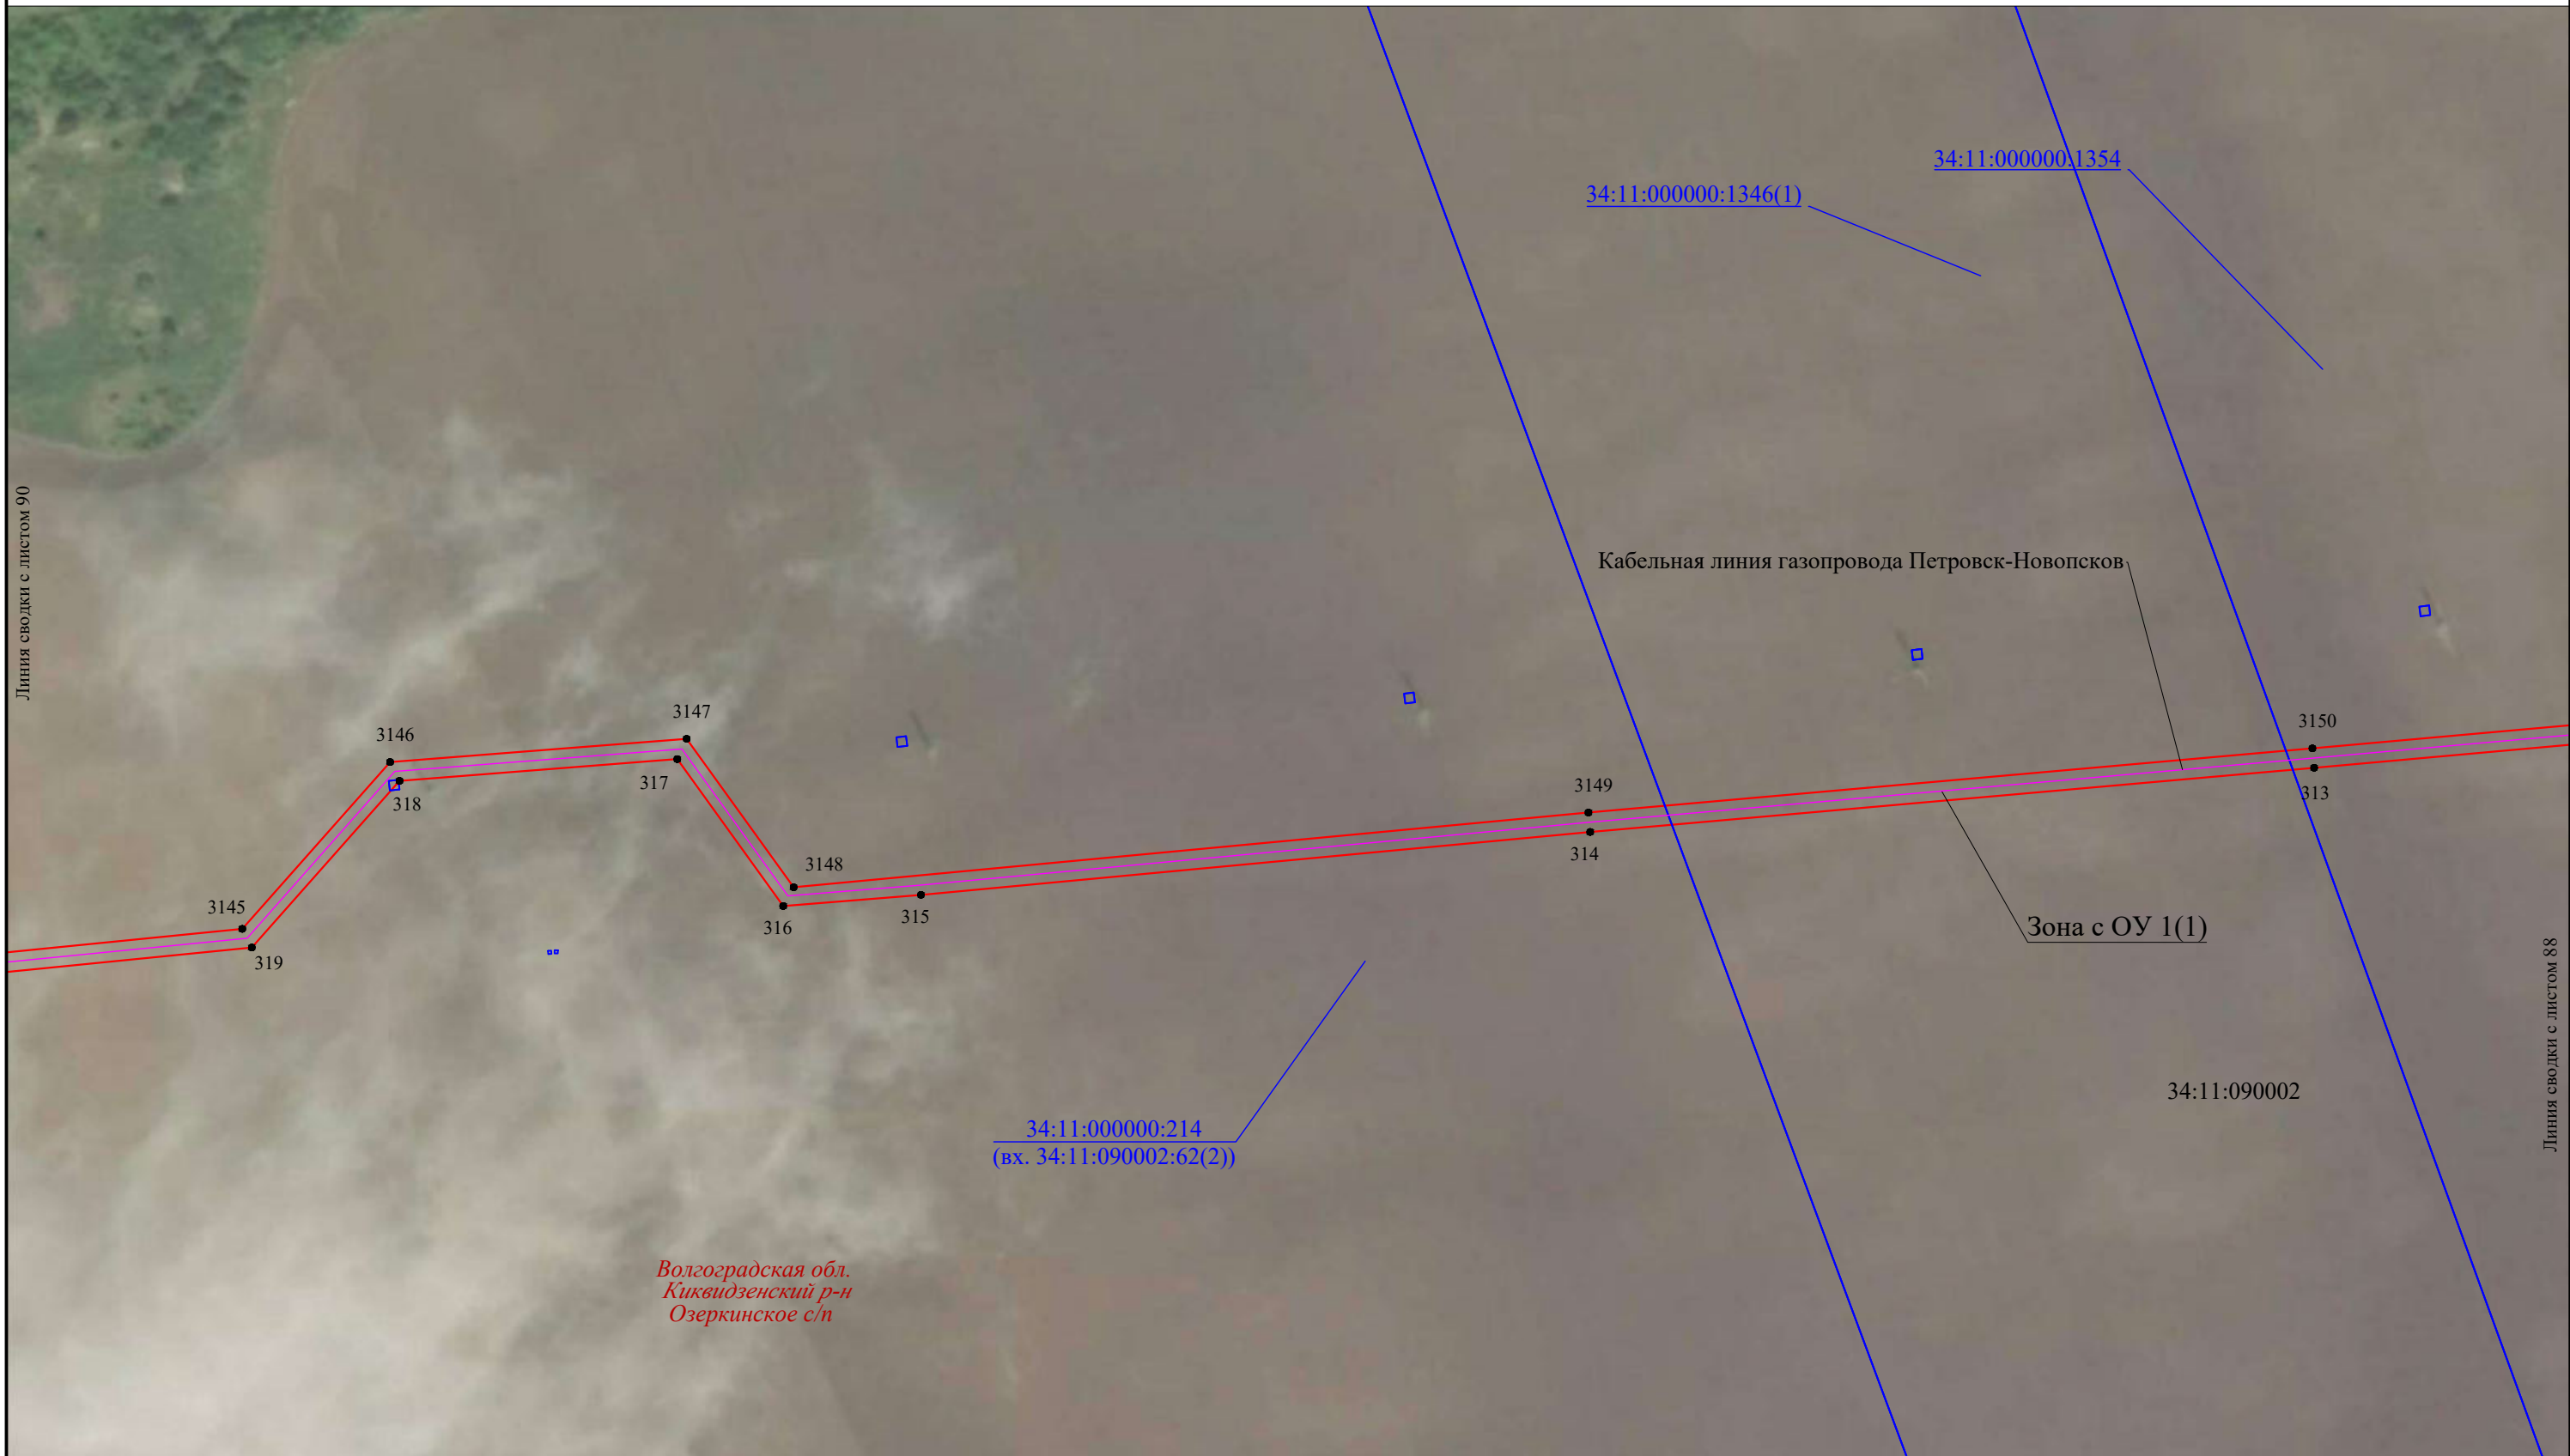 34:11:000000:1354
34:11:000000:1346(1)
Линия сводки с листом 90
Кабельная линия газопровода Петровск-Новопсков
3147
3150
3146
317
3149
313
318
314
3148
3145
315
316
Зона с ОУ 1(1)
319
Линия сводки с листом 88
34:11:090002
34:11:000000:214
(вх. 34:11:090002:62(2))
Волгоградская обл.
Киквидзенский р-н
Озеркинское с/п